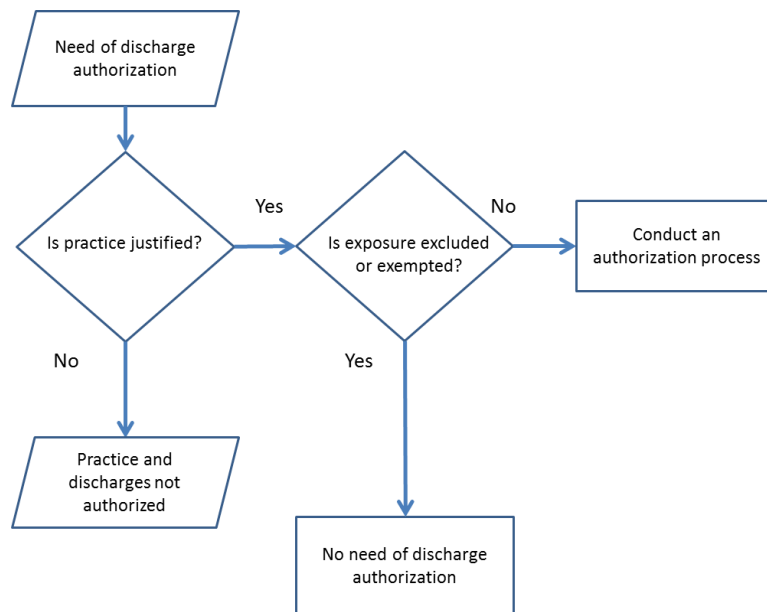 Need of discharge
authorization
Yes
No
Is practice justified?
Is exposure excluded
or exempted?
Conduct an
authorization process
No
Yes
Practice and
discharges not
authorized
No need of discharge
authorization